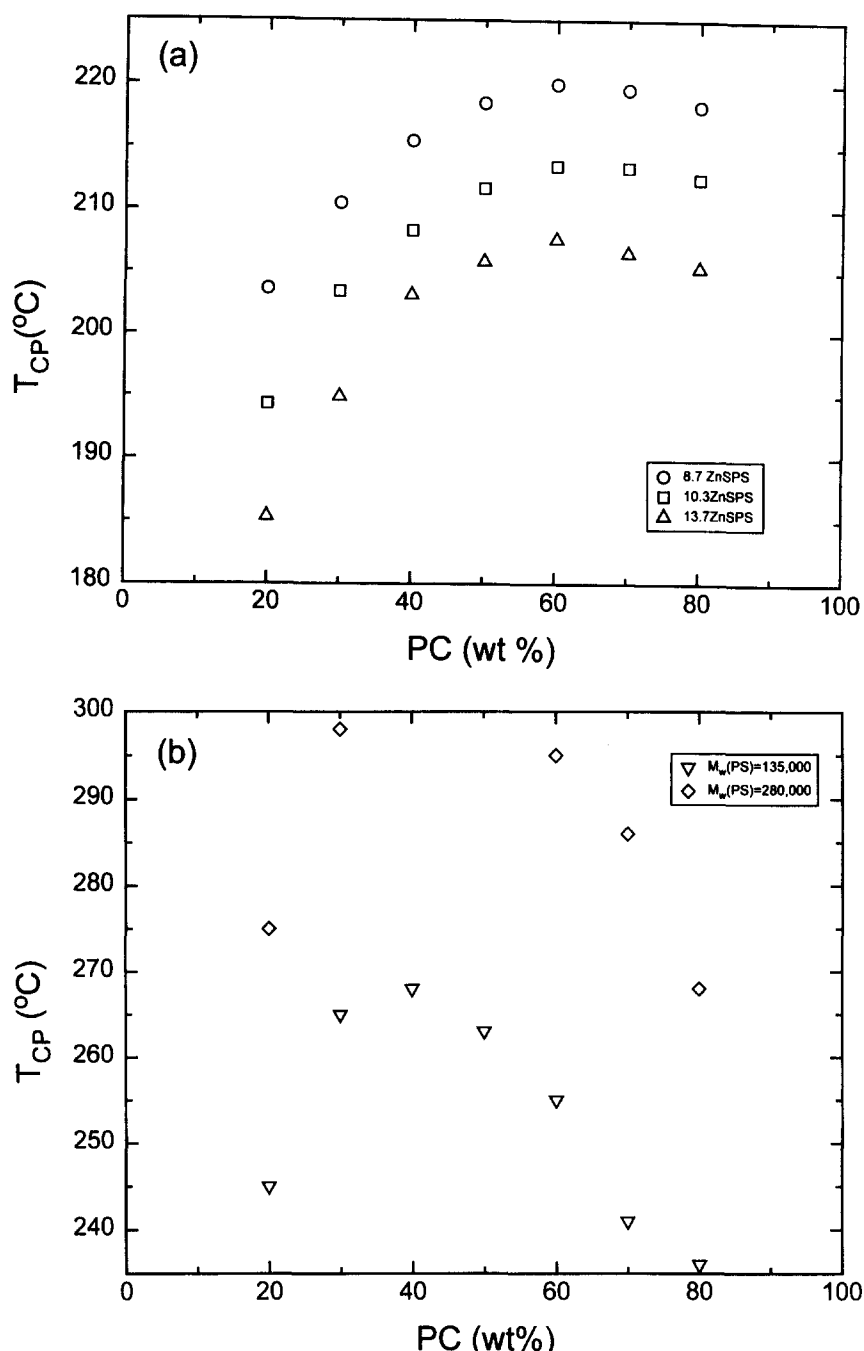 (a)
220
210
200
190
180
T_CP(ºC)
8.7 ZnSPS
10.3ZnSPS
13.7ZnSPS
0 20 40 60 80 100
PC (wt %)
300
(b)
290
280
270
260
250
240
T_CP (ºC)
M_w(PS)=135,000
M_w(PS)=280,000
0 20 40 60 80 100
PC (wt%)